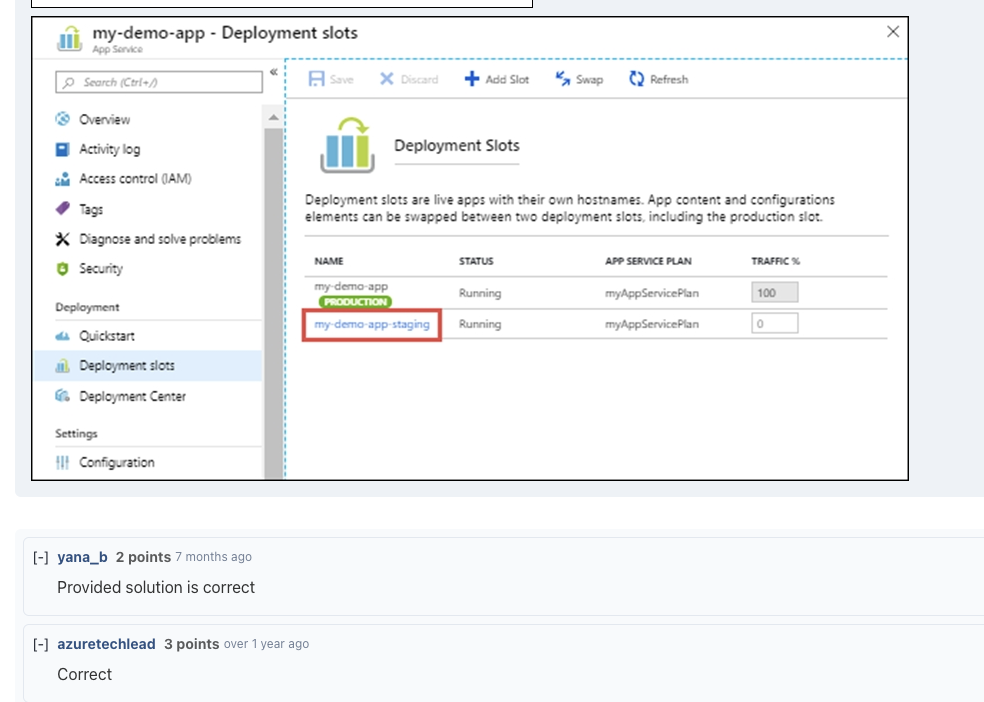 my-demo-app - Deployment slots
App Service
Search (Ctrl+/)
«
Save
Discard
Add Slot
Swap
Refresh
Overview
Activity log
Access control (IAM)
Tags
Diagnose and solve problems
Security
Deployment
Quickstart
Deployment slots
Deployment Center
Settings
Configuration
Deployment Slots
Deployment slots are live apps with their own hostnames. App content and configurations
elements can be swapped between two deployment slots, including the production slot.
NAME STATUS APP SERVICE PLAN TRAFFIC %
my-demo-app Running myAppServicePlan 100
PRODUCTION
my-demo-app-staging Running myAppServicePlan 0
[-] yana_b 2 points 7 months ago
Provided solution is correct
[-] azuretechlead 3 points over 1 year ago
Correct